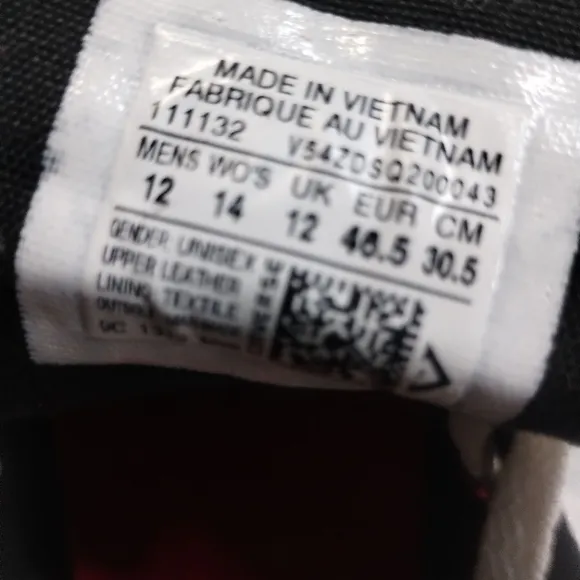 MADE IN VIETNAM
FABRIQUE AU VIETNAM
111132 V54Z0SQ200043
MENS WO'S UK EUR CM
12 14 12 46.5 30.5
GENDER UNISEX
UPPER LEATHER
LINING TEXTILE